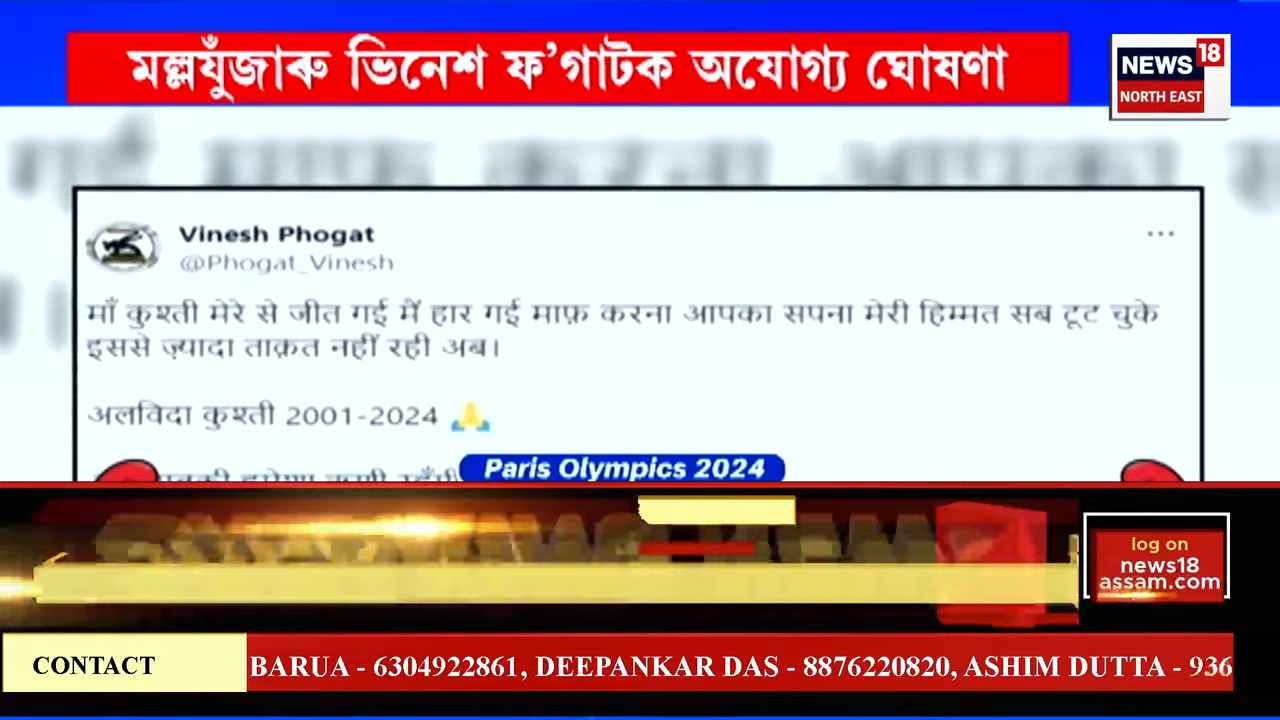 মল্লযুঁজাৰু ভিনেশ ফ'গাটক অযোগ্য ঘোষণা
NEWS 18
NORTH EAST
Vinesh Phogat
@Phogat_Vinesh
माँ कुश्ती मेरे से जीत गई मैं हार गई माफ़ करना आपका सपना मेरी हिम्मत सब टूट चुके
इससे ज़्यादा ताक़त नहीं रही अब।
अलविदा कुश्ती 2001-2024 🙏
Paris Olympics 2024
log on
news18
assam.com
CONTACT
BARUA - 6304922861, DEEPANKAR DAS - 8876220820, ASHIM DUTTA - 936